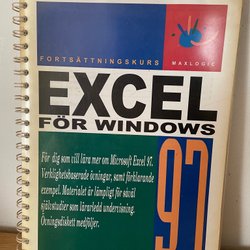 FORTSÄTTNINGSKURS
MAXLOGIC
EXCEL
FÖR WINDOWS
97
För dig som vill lära mer om Microsoft Excel 97.
Verklighetsbaserade övningar, samt förklarande
exempel. Materialet är lämpligt för såväl
självstudier som lärarledd undervisning.
Övningsdiskett medföljer.